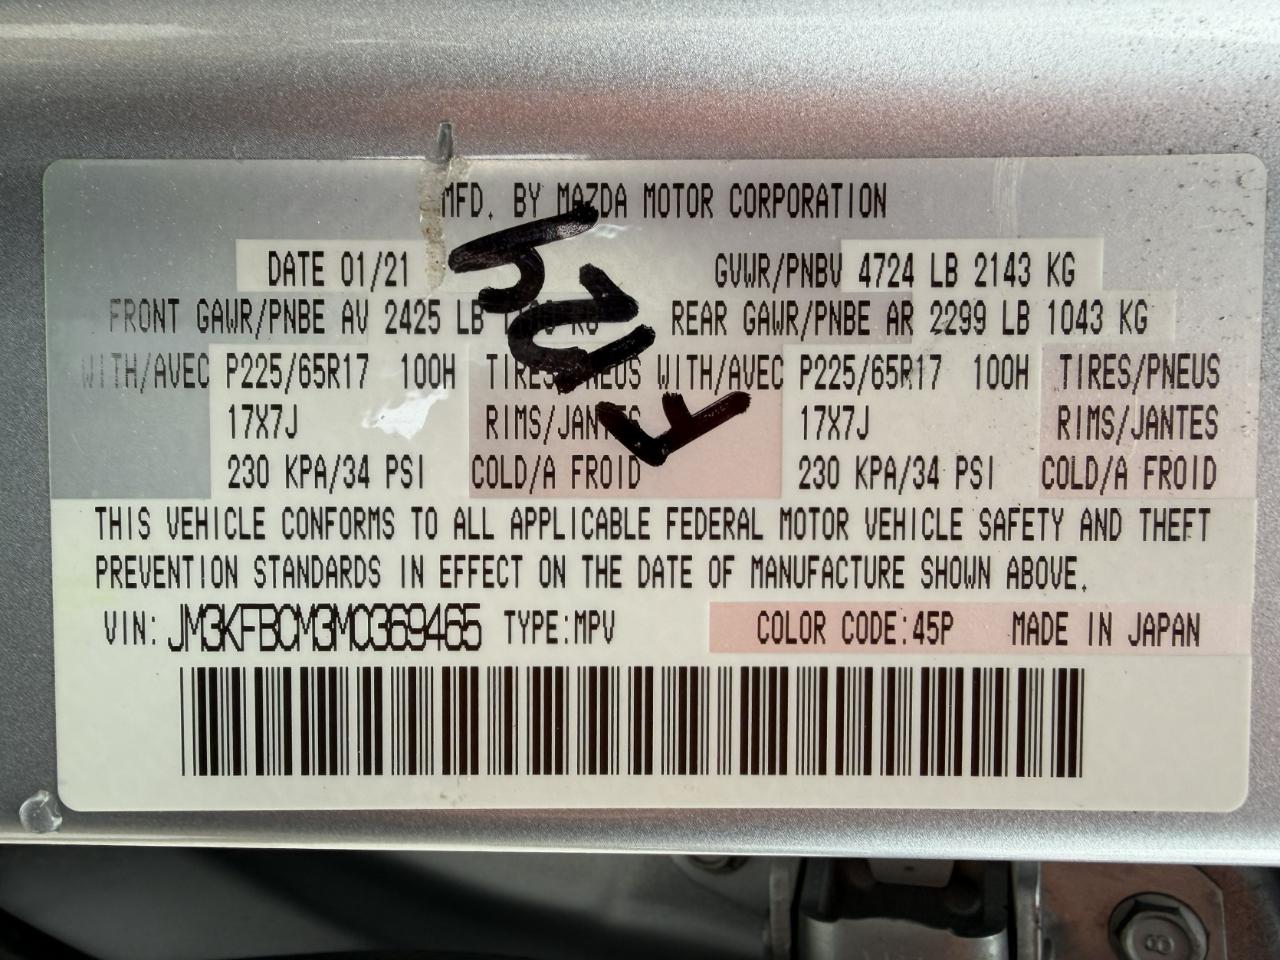 MFD. BY MAZDA MOTOR CORPORATION
DATE 01/21 GVWR/PNBV 4724 LB 2143 KG
FRONT GAWR/PNBE AV 2425 LB KG REAR GAWR/PNBE AR 2299 LB 1043 KG
WITH/AVEC P225/65R17 100H TIRES/PNEUS WITH/AVEC P225/65R17 100H TIRES/PNEUS
17X7J RIMS/JANTES 17X7J RIMS/JANTES
230 KPA/34 PSI COLD/A FROID 230 KPA/34 PSI COLD/A FROID
THIS VEHICLE CONFORMS TO ALL APPLICABLE FEDERAL MOTOR VEHICLE SAFETY AND THEFT
PREVENTION STANDARDS IN EFFECT ON THE DATE OF MANUFACTURE SHOWN ABOVE.
VIN: JM3KFBCM3M0369465 TYPE:MPV COLOR CODE:45P MADE IN JAPAN